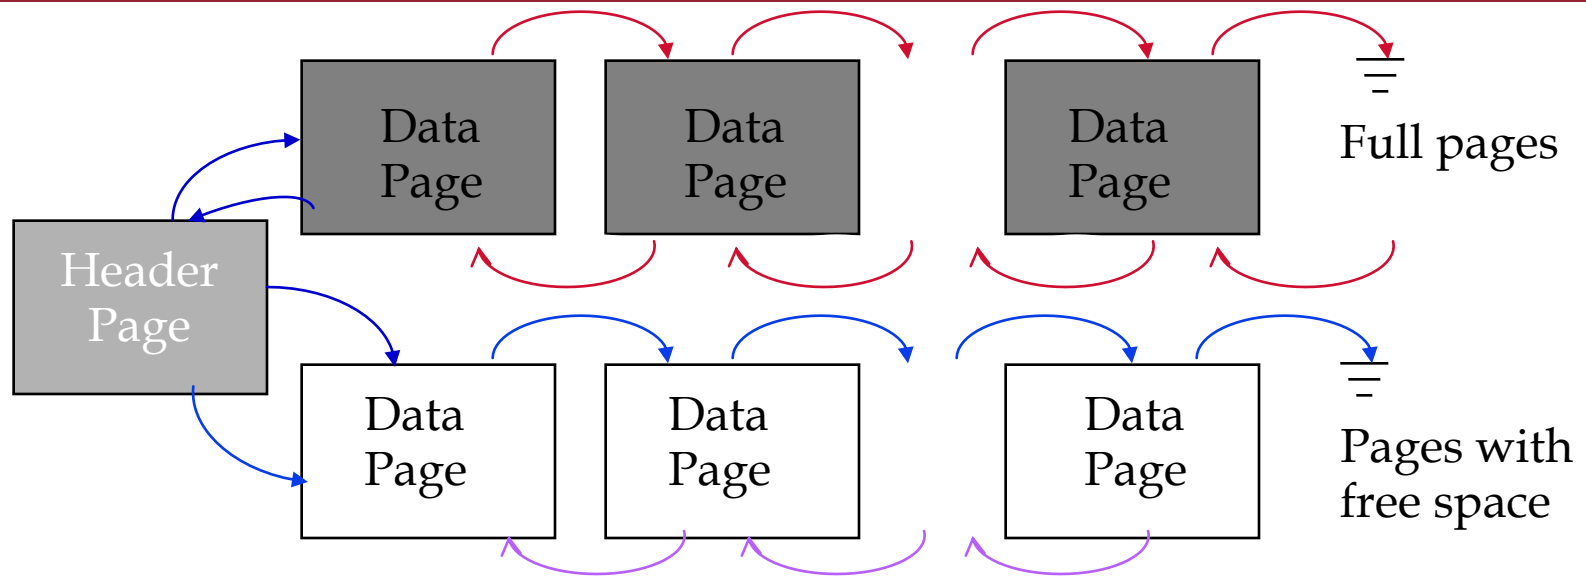 Data
Page
Data
Page
Data
Page
Full pages
Header
Page
Data
Page
Data
Page
Data
Page
Pages with
free space